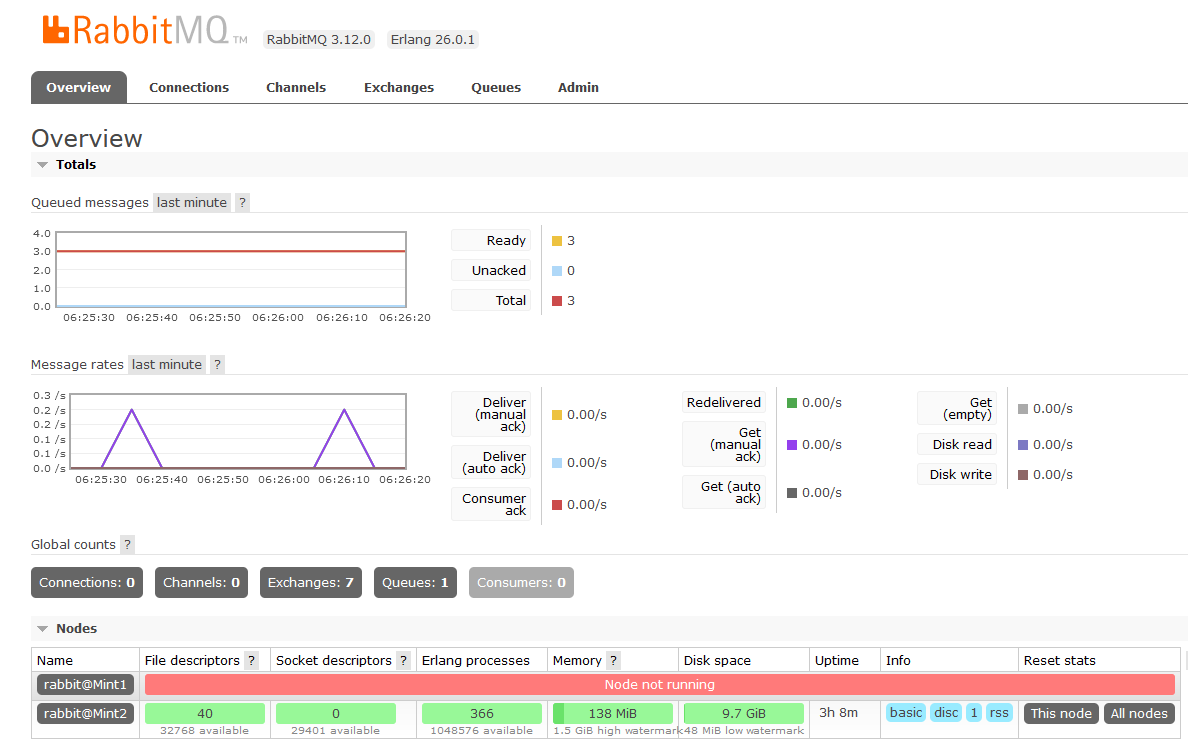 RabbitMQ TM RabbitMQ 3.12.0 Erlang 26.0.1
Overview Connections Channels Exchanges Queues Admin
Overview
Totals
Queued messages last minute ?
4.0
3.0
2.0
1.0
0.0
06:25:30 06:25:40 06:25:50 06:26:00 06:26:10 06:26:20
Ready 3
Unacked 0
Total 3
Message rates last minute ?
0.3 /s
0.2 /s
0.2 /s
0.1 /s
0.1 /s
0.0 /s
06:25:30 06:25:40 06:25:50 06:26:00 06:26:10 06:26:20
Deliver
(manual
ack)
0.00/s
Deliver
(auto ack)
0.00/s
Consumer
ack
0.00/s
Redelivered 0.00/s
Get
(manual
ack)
0.00/s
Get (auto
ack)
0.00/s
Get
(empty)
0.00/s
Disk read 0.00/s
Disk write 0.00/s
Global counts ?
Connections: 0 Channels: 0 Exchanges: 7 Queues: 1 Consumers: 0
Nodes
Name File descriptors ? Socket descriptors ? Erlang processes Memory ? Disk space Uptime Info Reset stats
rabbit@Mint1 Node not running
rabbit@Mint2 40 0 366 138 MiB 9.7 GiB 3h 8m basic disc 1 rss This node All nodes
32768 available 29401 available 1048576 available 1.5 GiB high watermark 48 MiB low watermark